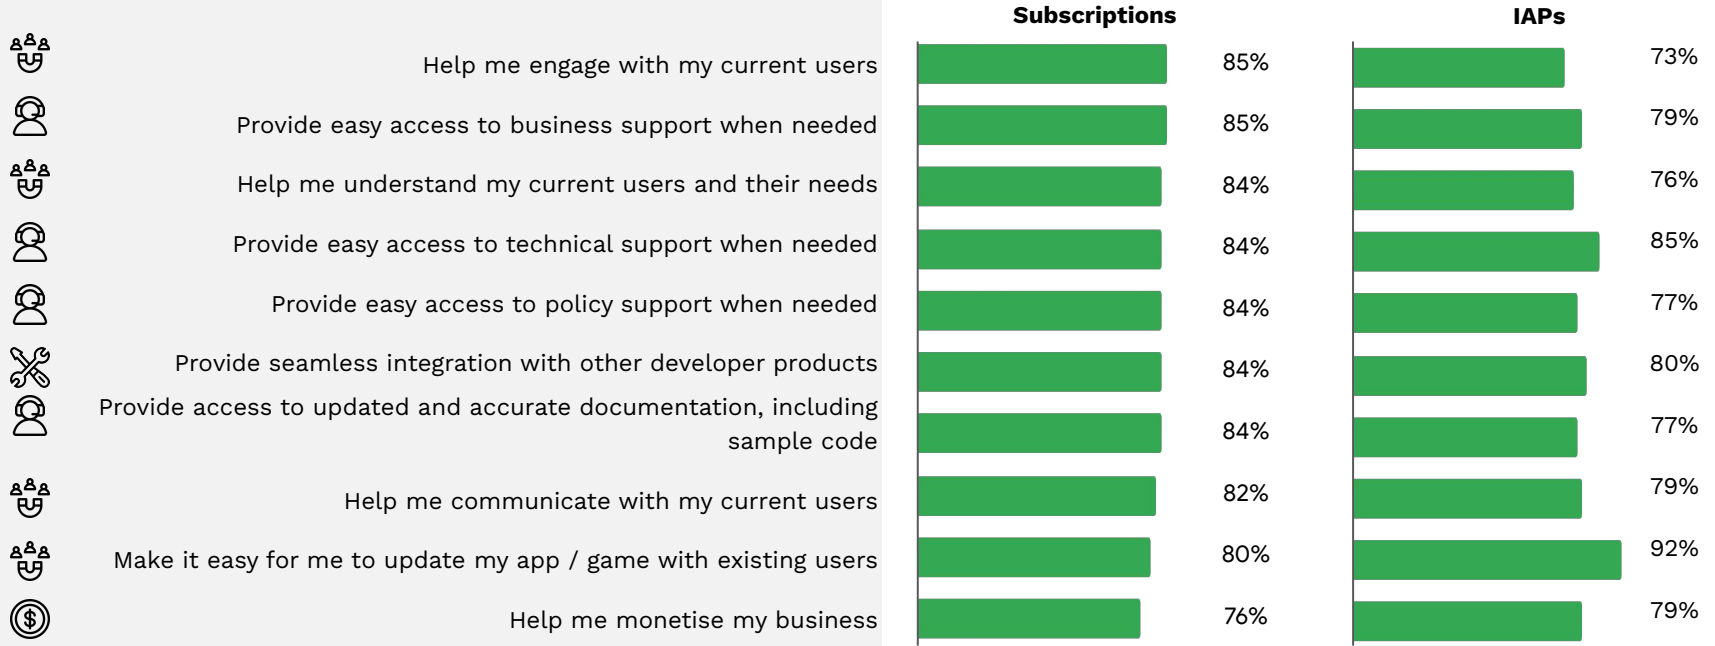 Subscriptions IAPs
Help me engage with my current users 85% 73%
Provide easy access to business support when needed 85% 79%
Help me understand my current users and their needs 84% 76%
Provide easy access to technical support when needed 84% 85%
Provide easy access to policy support when needed 84% 77%
Provide seamless integration with other developer products 84% 80%
Provide access to updated and accurate documentation, including
sample code 84% 77%
Help me communicate with my current users 82% 79%
Make it easy for me to update my app / game with existing users 80% 92%
$ Help me monetise my business 76% 79%